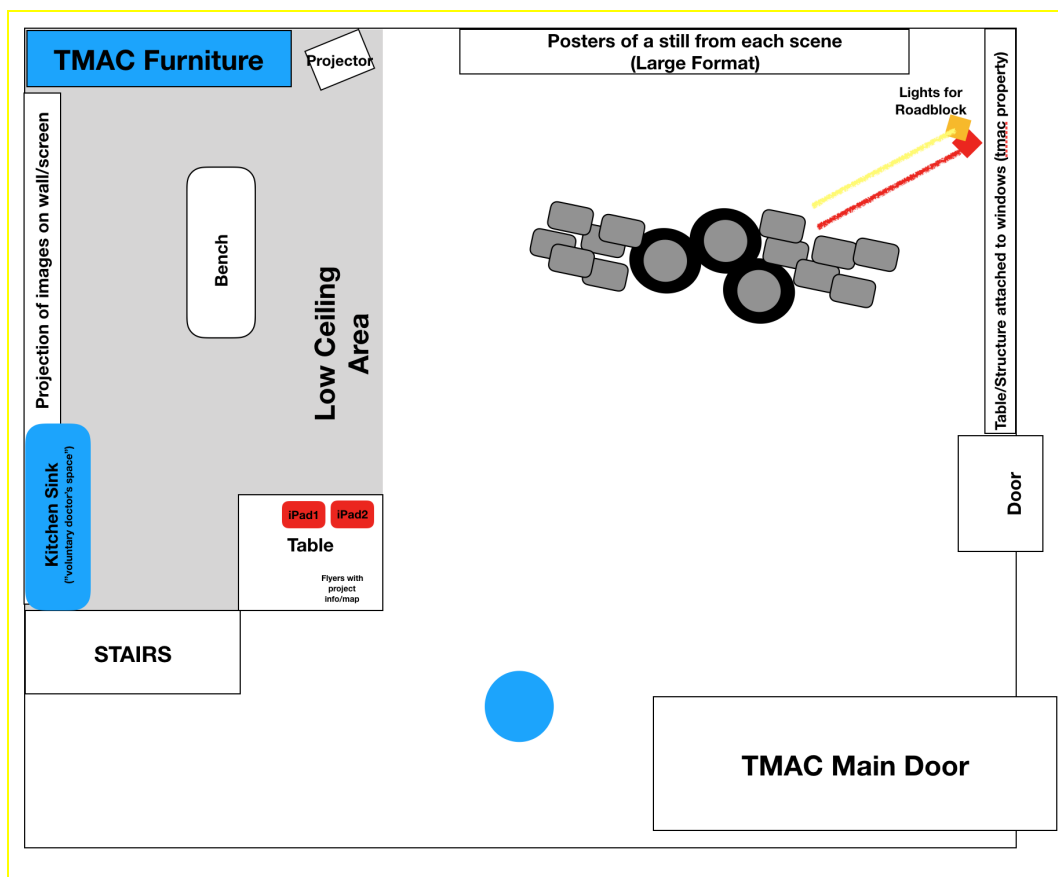 TMAC Furniture
Projector
Posters of a still from each scene
(Large Format)
Lights for
Roadblock
Table/Structure attached to windows (tmac property)
Projection of images on wall/screen
Bench
Low Ceiling
Area
Kitchen Sink
("voluntary doctor's space")
iPad1
iPad2
Table
Flyers with
project
info/map
Door
STAIRS
TMAC Main Door